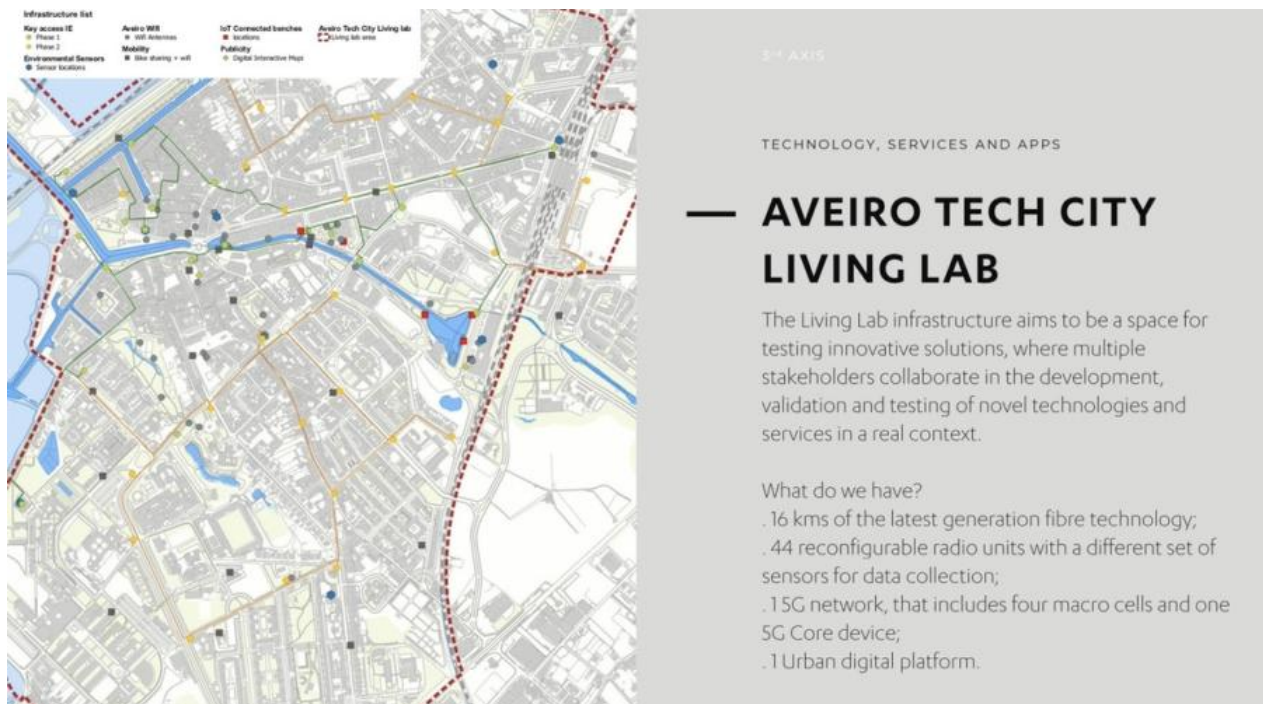 Infrastructure list
Key access IE
Phase 1
Phase 2
Environmental Sensors
Sensor locations
Aveiro Wifi
Wifi Antennes
Mobility
Bike sharing + wifi
IoT Connected benches
locations
Publicity
Digital Interactive Mupi
Aveiro Tech City Living lab
Living lab area
3rd AXIS
TECHNOLOGY, SERVICES AND APPS
— AVEIRO TECH CITY
LIVING LAB
The Living Lab infrastructure aims to be a space for
testing innovative solutions, where multiple
stakeholders collaborate in the development,
validation and testing of novel technologies and
services in a real context.
What do we have?
. 16 kms of the latest generation fibre technology;
. 44 reconfigurable radio units with a different set of
sensors for data collection;
. 1 5G network, that includes four macro cells and one
5G Core device;
. 1 Urban digital platform.